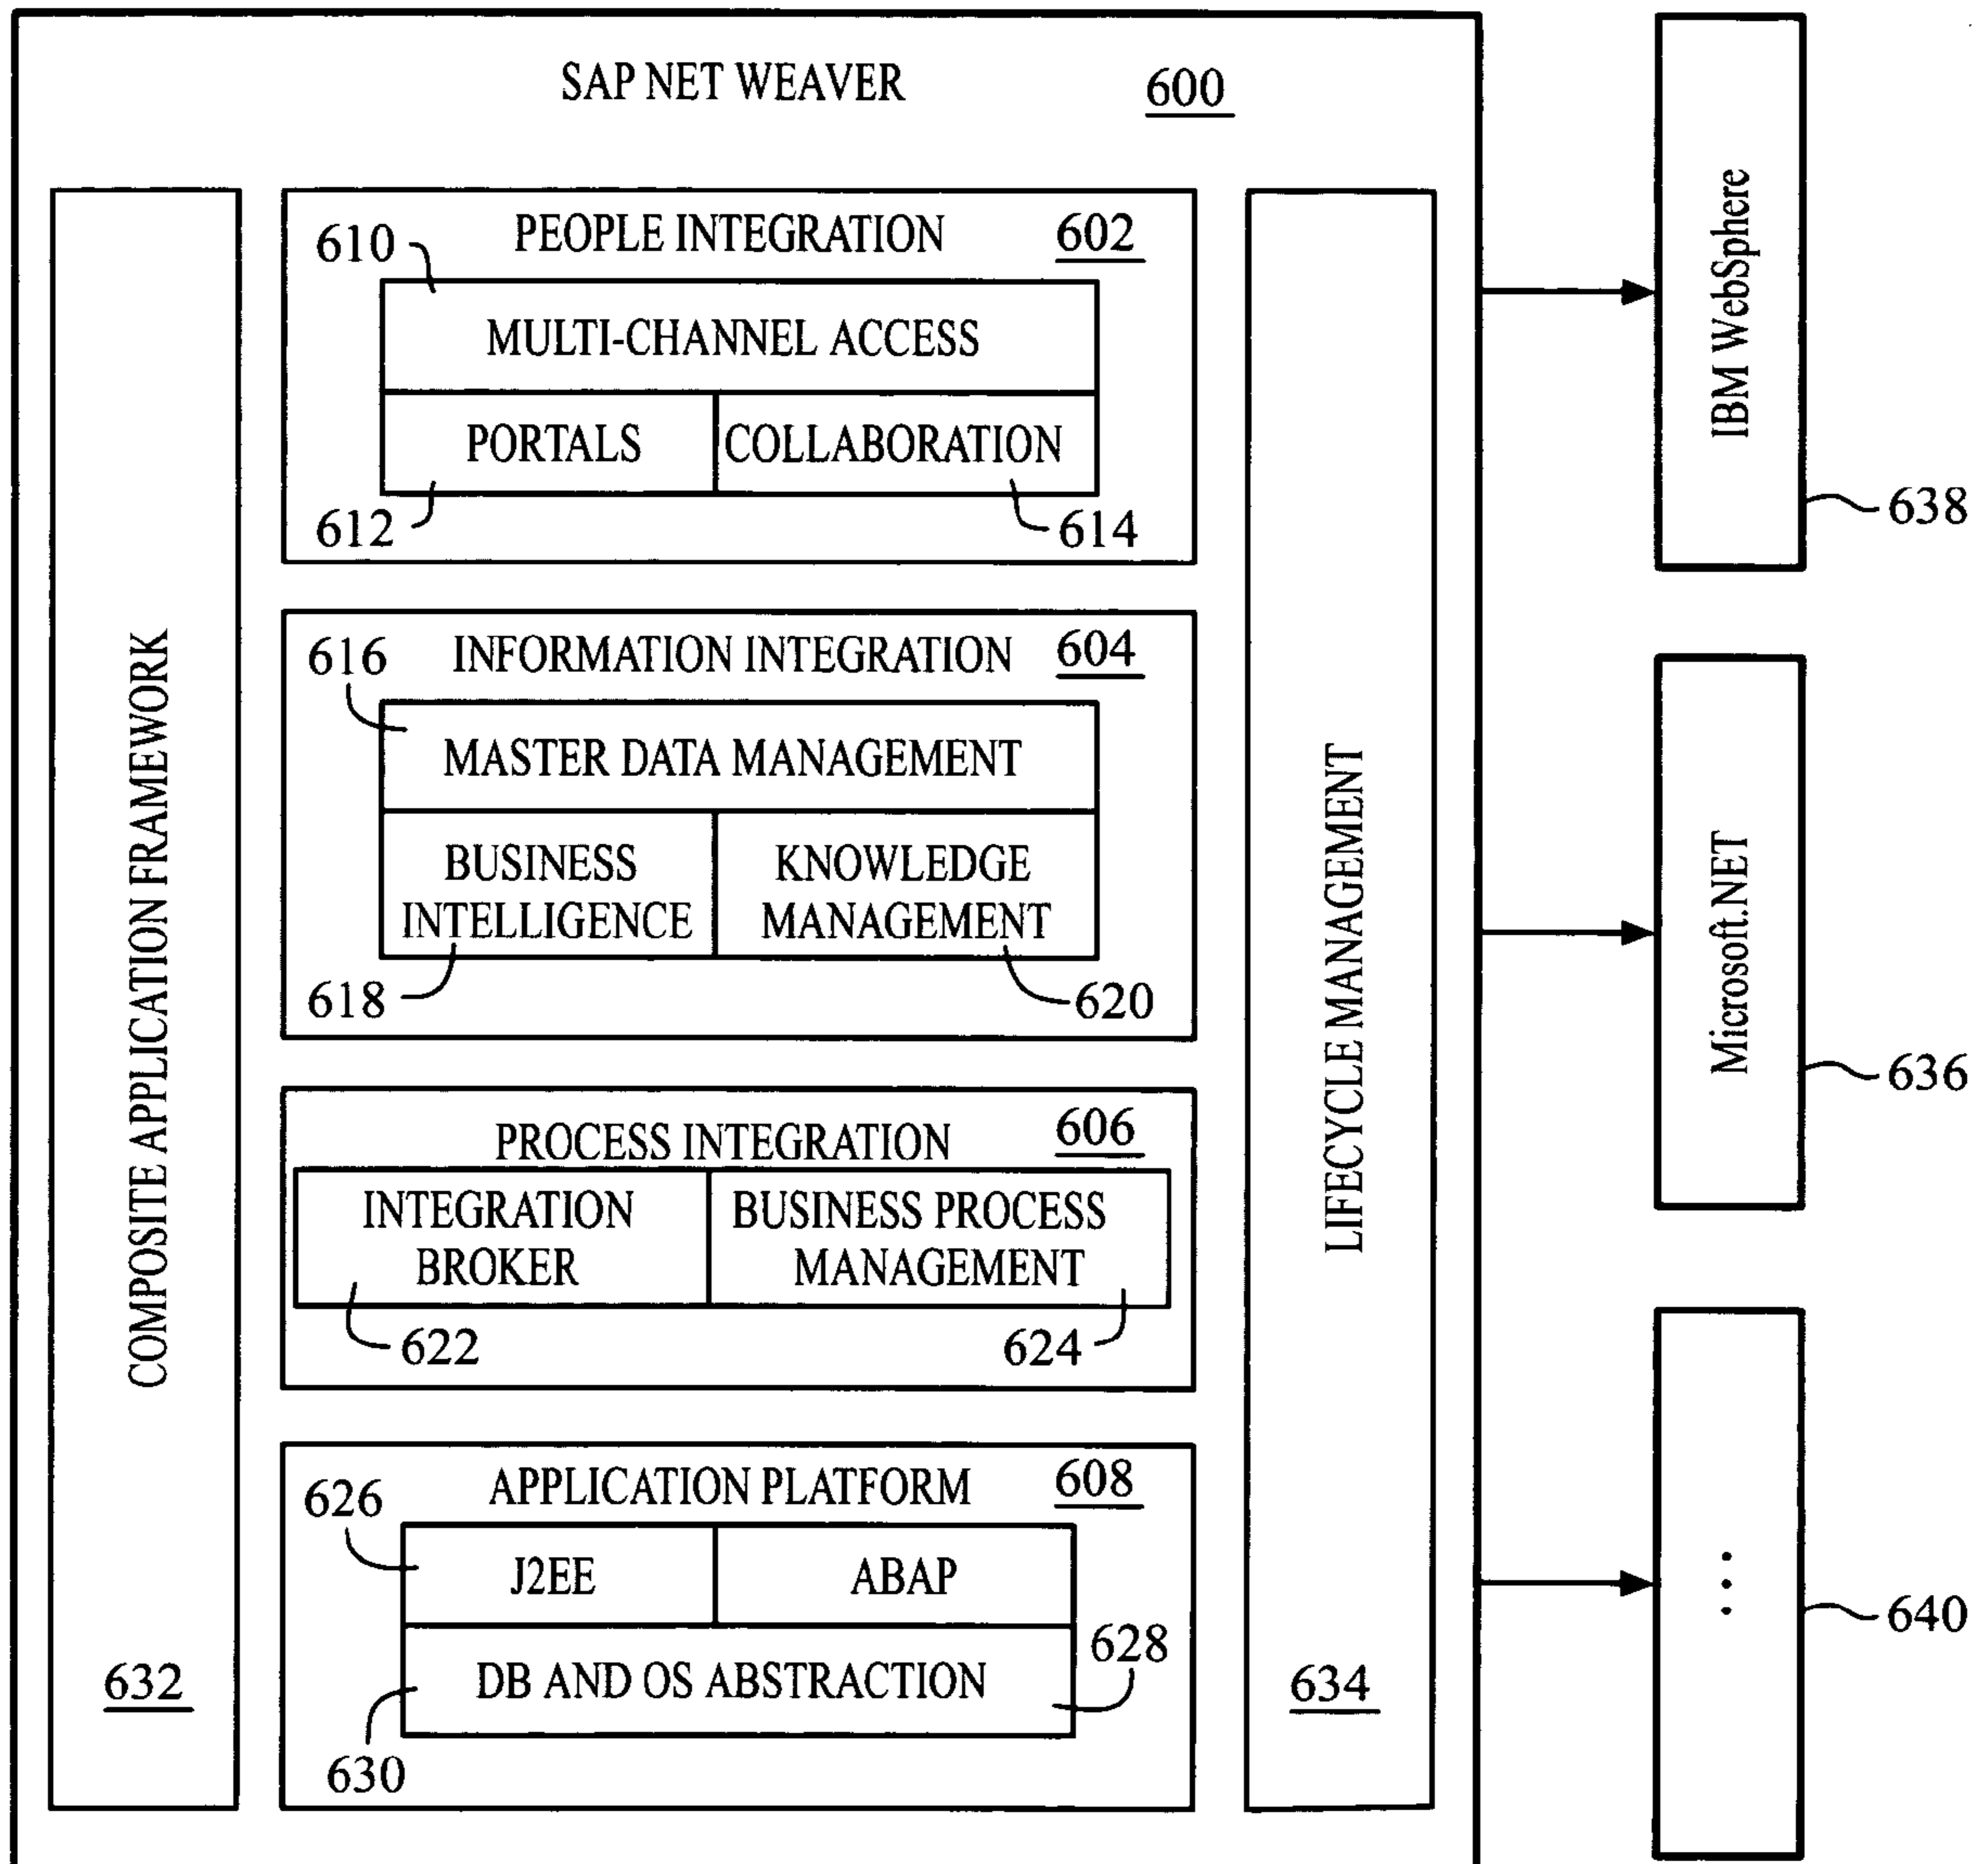 SAP NET WEAVER 600
COMPOSITE APPLICATION FRAMEWORK
632
PEOPLE INTEGRATION 602
610
MULTI-CHANNEL ACCESS
PORTALS
COLLABORATION
612
614
INFORMATION INTEGRATION 604
616
MASTER DATA MANAGEMENT
BUSINESS
INTELLIGENCE
KNOWLEDGE
MANAGEMENT
618
620
PROCESS INTEGRATION 606
INTEGRATION
BROKER
BUSINESS PROCESS
MANAGEMENT
622
624
APPLICATION PLATFORM 608
626
J2EE
ABAP
DB AND OS ABSTRACTION
628
630
LIFECYCLE MANAGEMENT
634
IBM WebSphere
638
Microsoft.NET
636
...
640